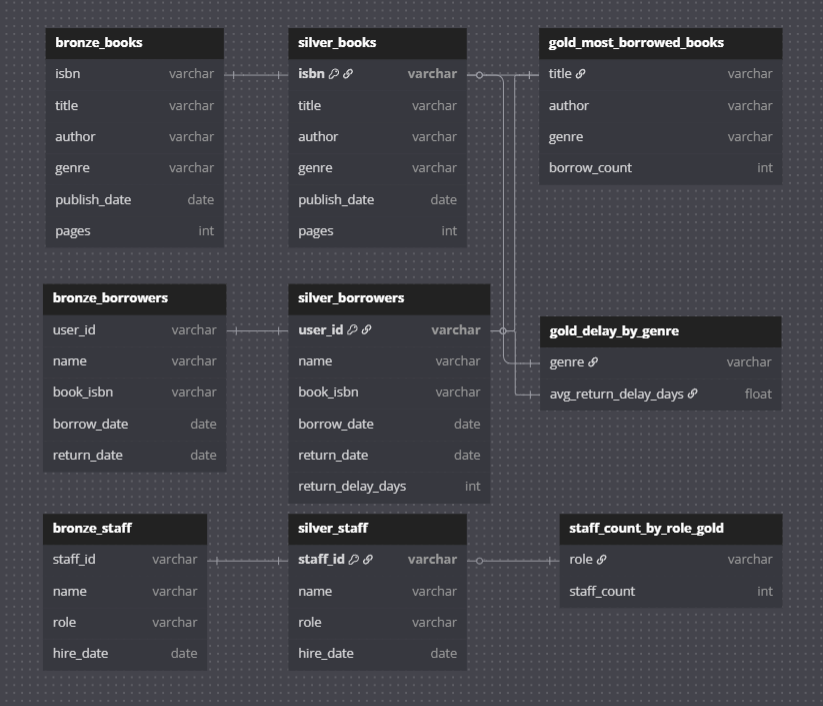 bronze_books
isbn varchar
title varchar
author varchar
genre varchar
publish_date date
pages int
silver_books
isbn varchar
title varchar
author varchar
genre varchar
publish_date date
pages int
gold_most_borrowed_books
title varchar
author varchar
genre varchar
borrow_count int
bronze_borrowers
user_id varchar
name varchar
book_isbn varchar
borrow_date date
return_date date
silver_borrowers
user_id varchar
name varchar
book_isbn varchar
borrow_date date
return_date date
return_delay_days int
gold_delay_by_genre
genre varchar
avg_return_delay_days float
bronze_staff
staff_id varchar
name varchar
role varchar
hire_date date
silver_staff
staff_id varchar
name varchar
role varchar
hire_date date
staff_count_by_role_gold
role varchar
staff_count int